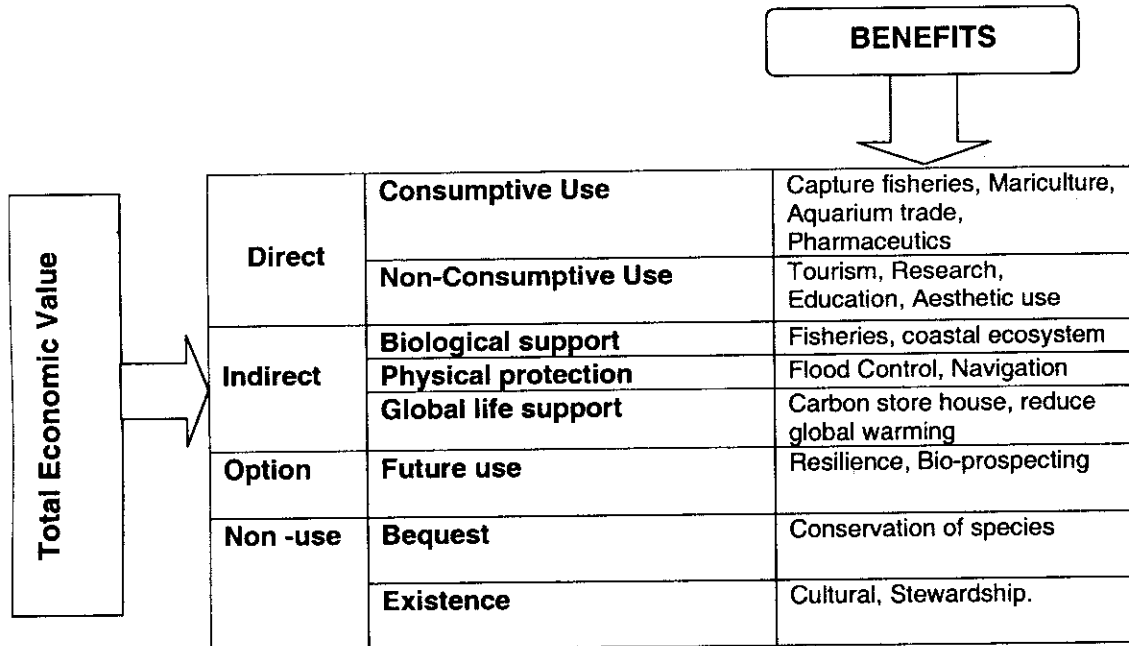 BENEFITS
Total Economic Value
Direct
Consumptive Use
Capture fisheries, Mariculture,
Aquarium trade,
Pharmaceutics
Non-Consumptive Use
Tourism, Research,
Education, Aesthetic use
Indirect
Biological support
Fisheries, coastal ecosystem
Physical protection
Flood Control, Navigation
Global life support
Carbon store house, reduce
global warming
Option
Future use
Resilience, Bio-prospecting
Non -use
Bequest
Conservation of species
Existence
Cultural, Stewardship.